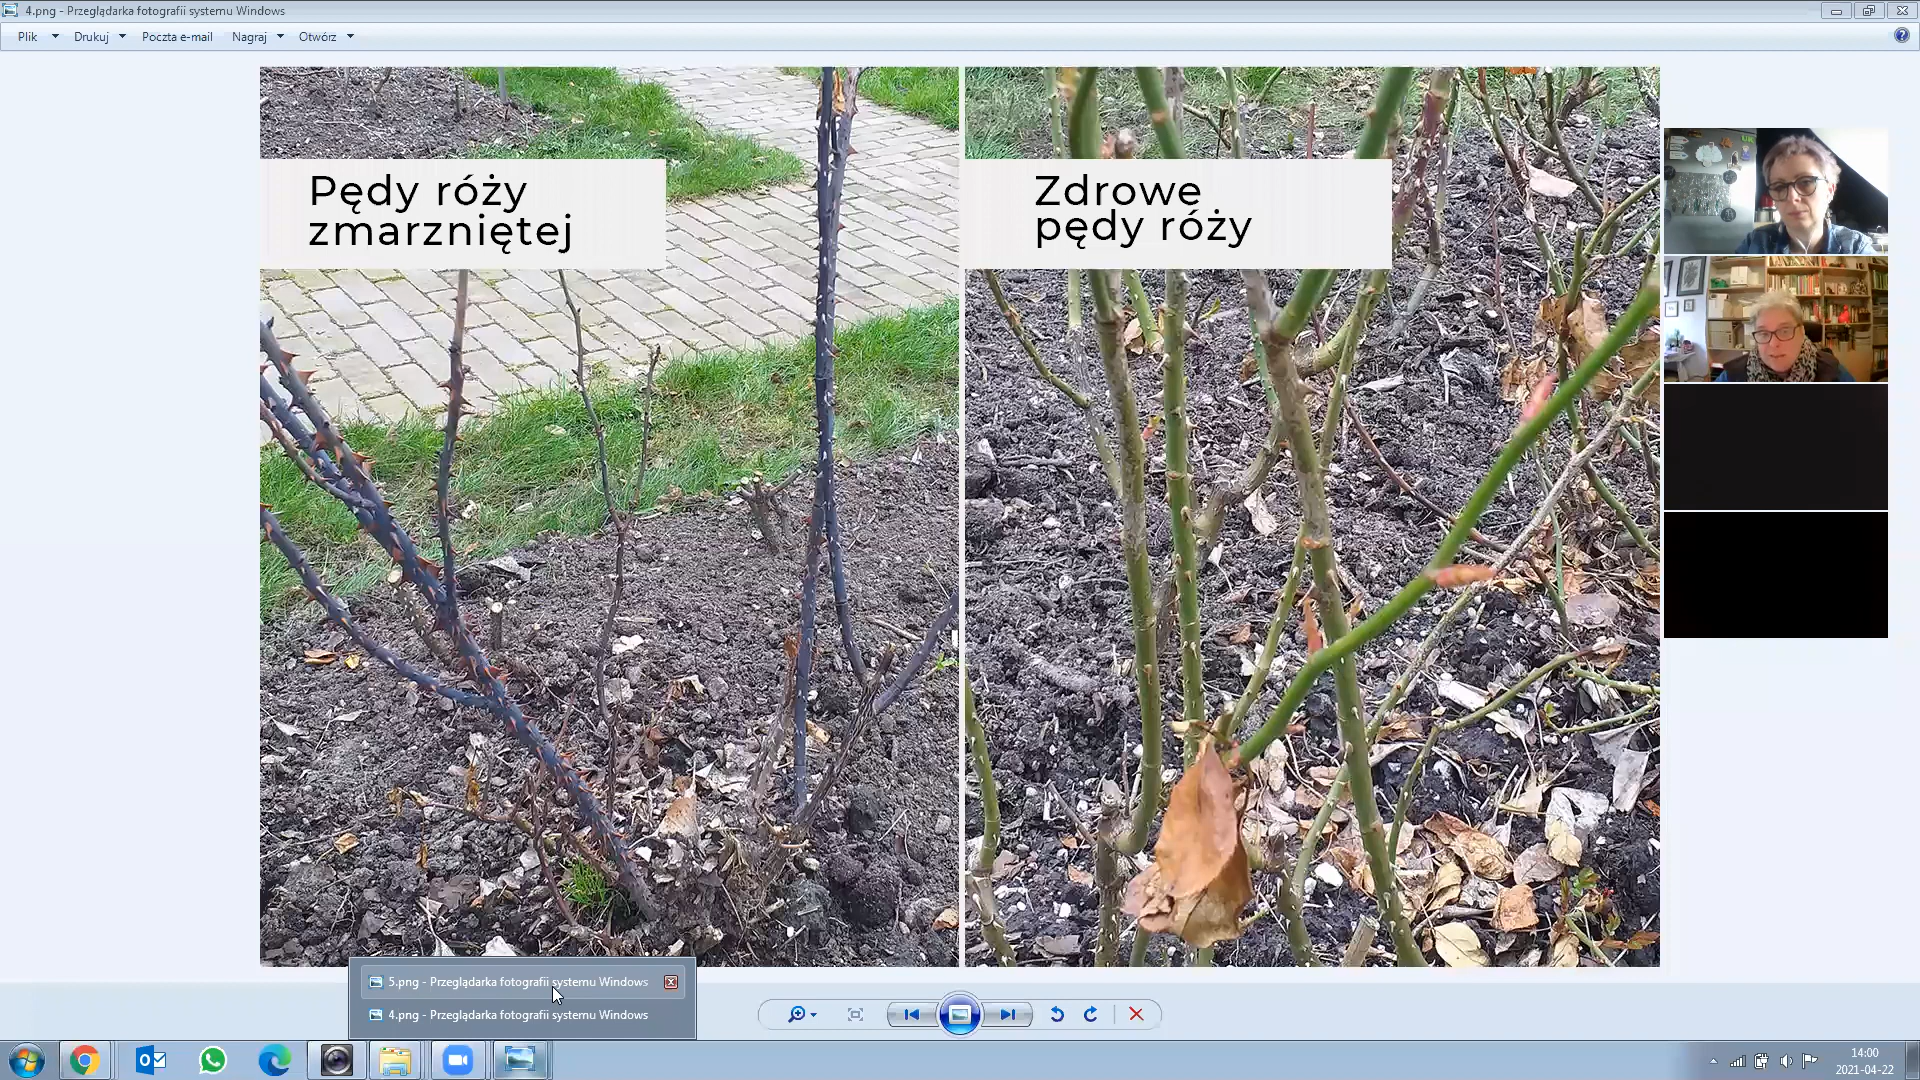 4.png - Przeglądarka fotografii systemu Windows
Plik Drukuj Poczta e-mail Nagraj Otwórz
Pędy róży
zmarzniętej
Zdrowe
pędy róży
5.png - Przeglądarka fotografii systemu Windows
4.png - Przeglądarka fotografii systemu Windows
14:00
2021-04-22